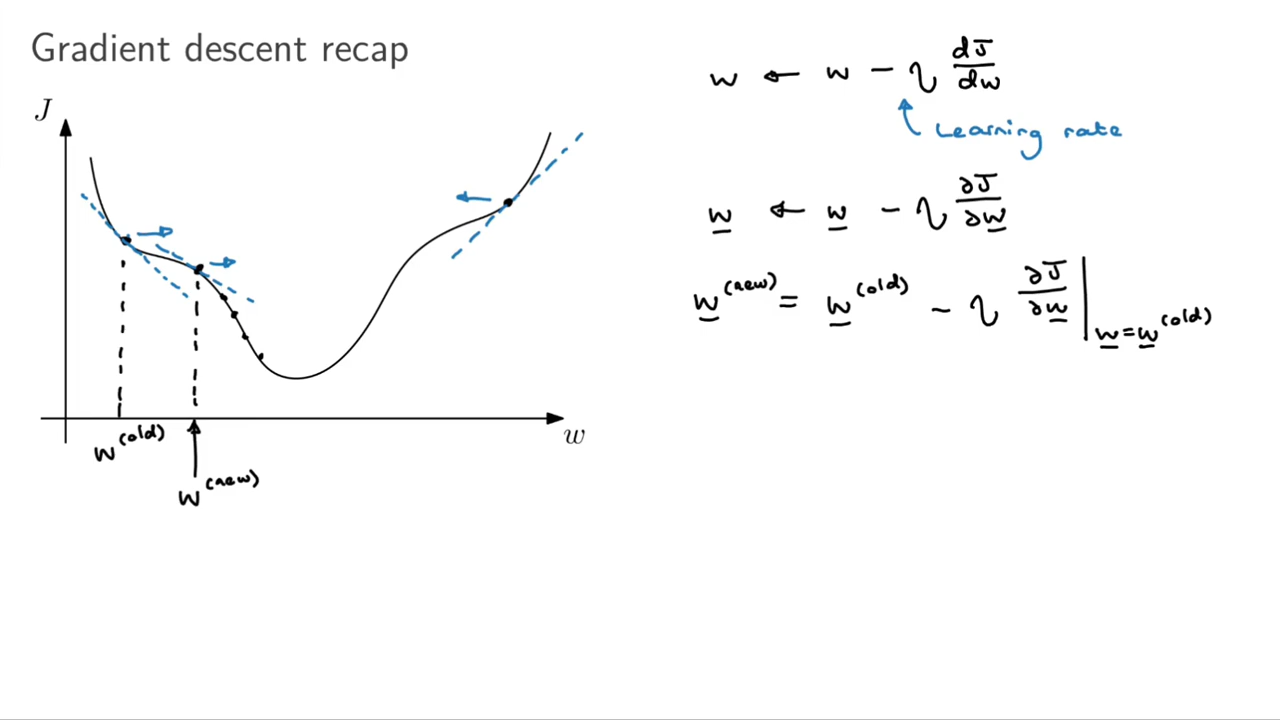 Gradient descent recap
J
w
w^(old)
w^(new)
w ← w − η dJ/dw
Learning rate
w ← w − η ∂J/∂w
w^(new) = w^(old) − η ∂J/∂w |w=w^(old)